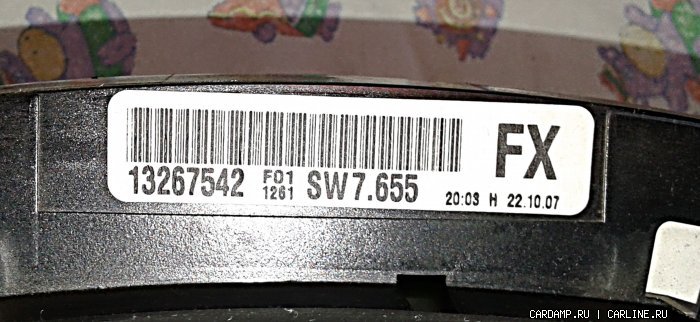 FX
13267542 F01 1261 SW7.655 20:03 H 22.10.07
CARDAMP.RU | CARLINE.RU